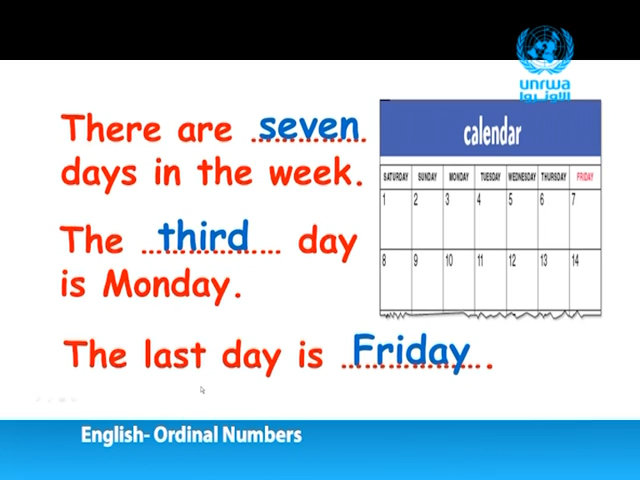 unrwa
الأونروا
There are seven
days in the week.
The third day
is Monday.
The last day is Friday.
calendar
SATURDAY SUNDAY MONDAY TUESDAY WEDNESDAY THURSDAY FRIDAY
1 2 3 4 5 6 7
8 9 10 11 12 13 14
English- Ordinal Numbers